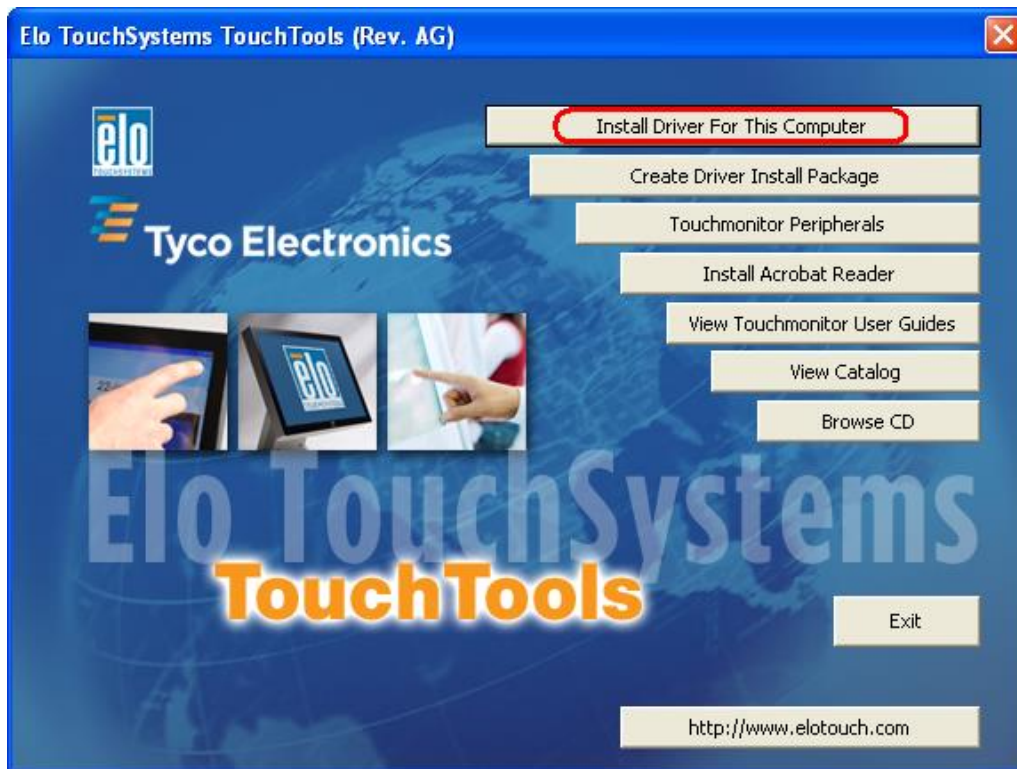 Elo TouchSystems TouchTools (Rev. AG)
ēlo
TOUCHSYSTEMS
Tyco Electronics
Install Driver For This Computer
Create Driver Install Package
Touchmonitor Peripherals
Install Acrobat Reader
View Touchmonitor User Guides
View Catalog
Browse CD
ēlo
Elo TouchSystems
TouchTools
Exit
http://www.elotouch.com